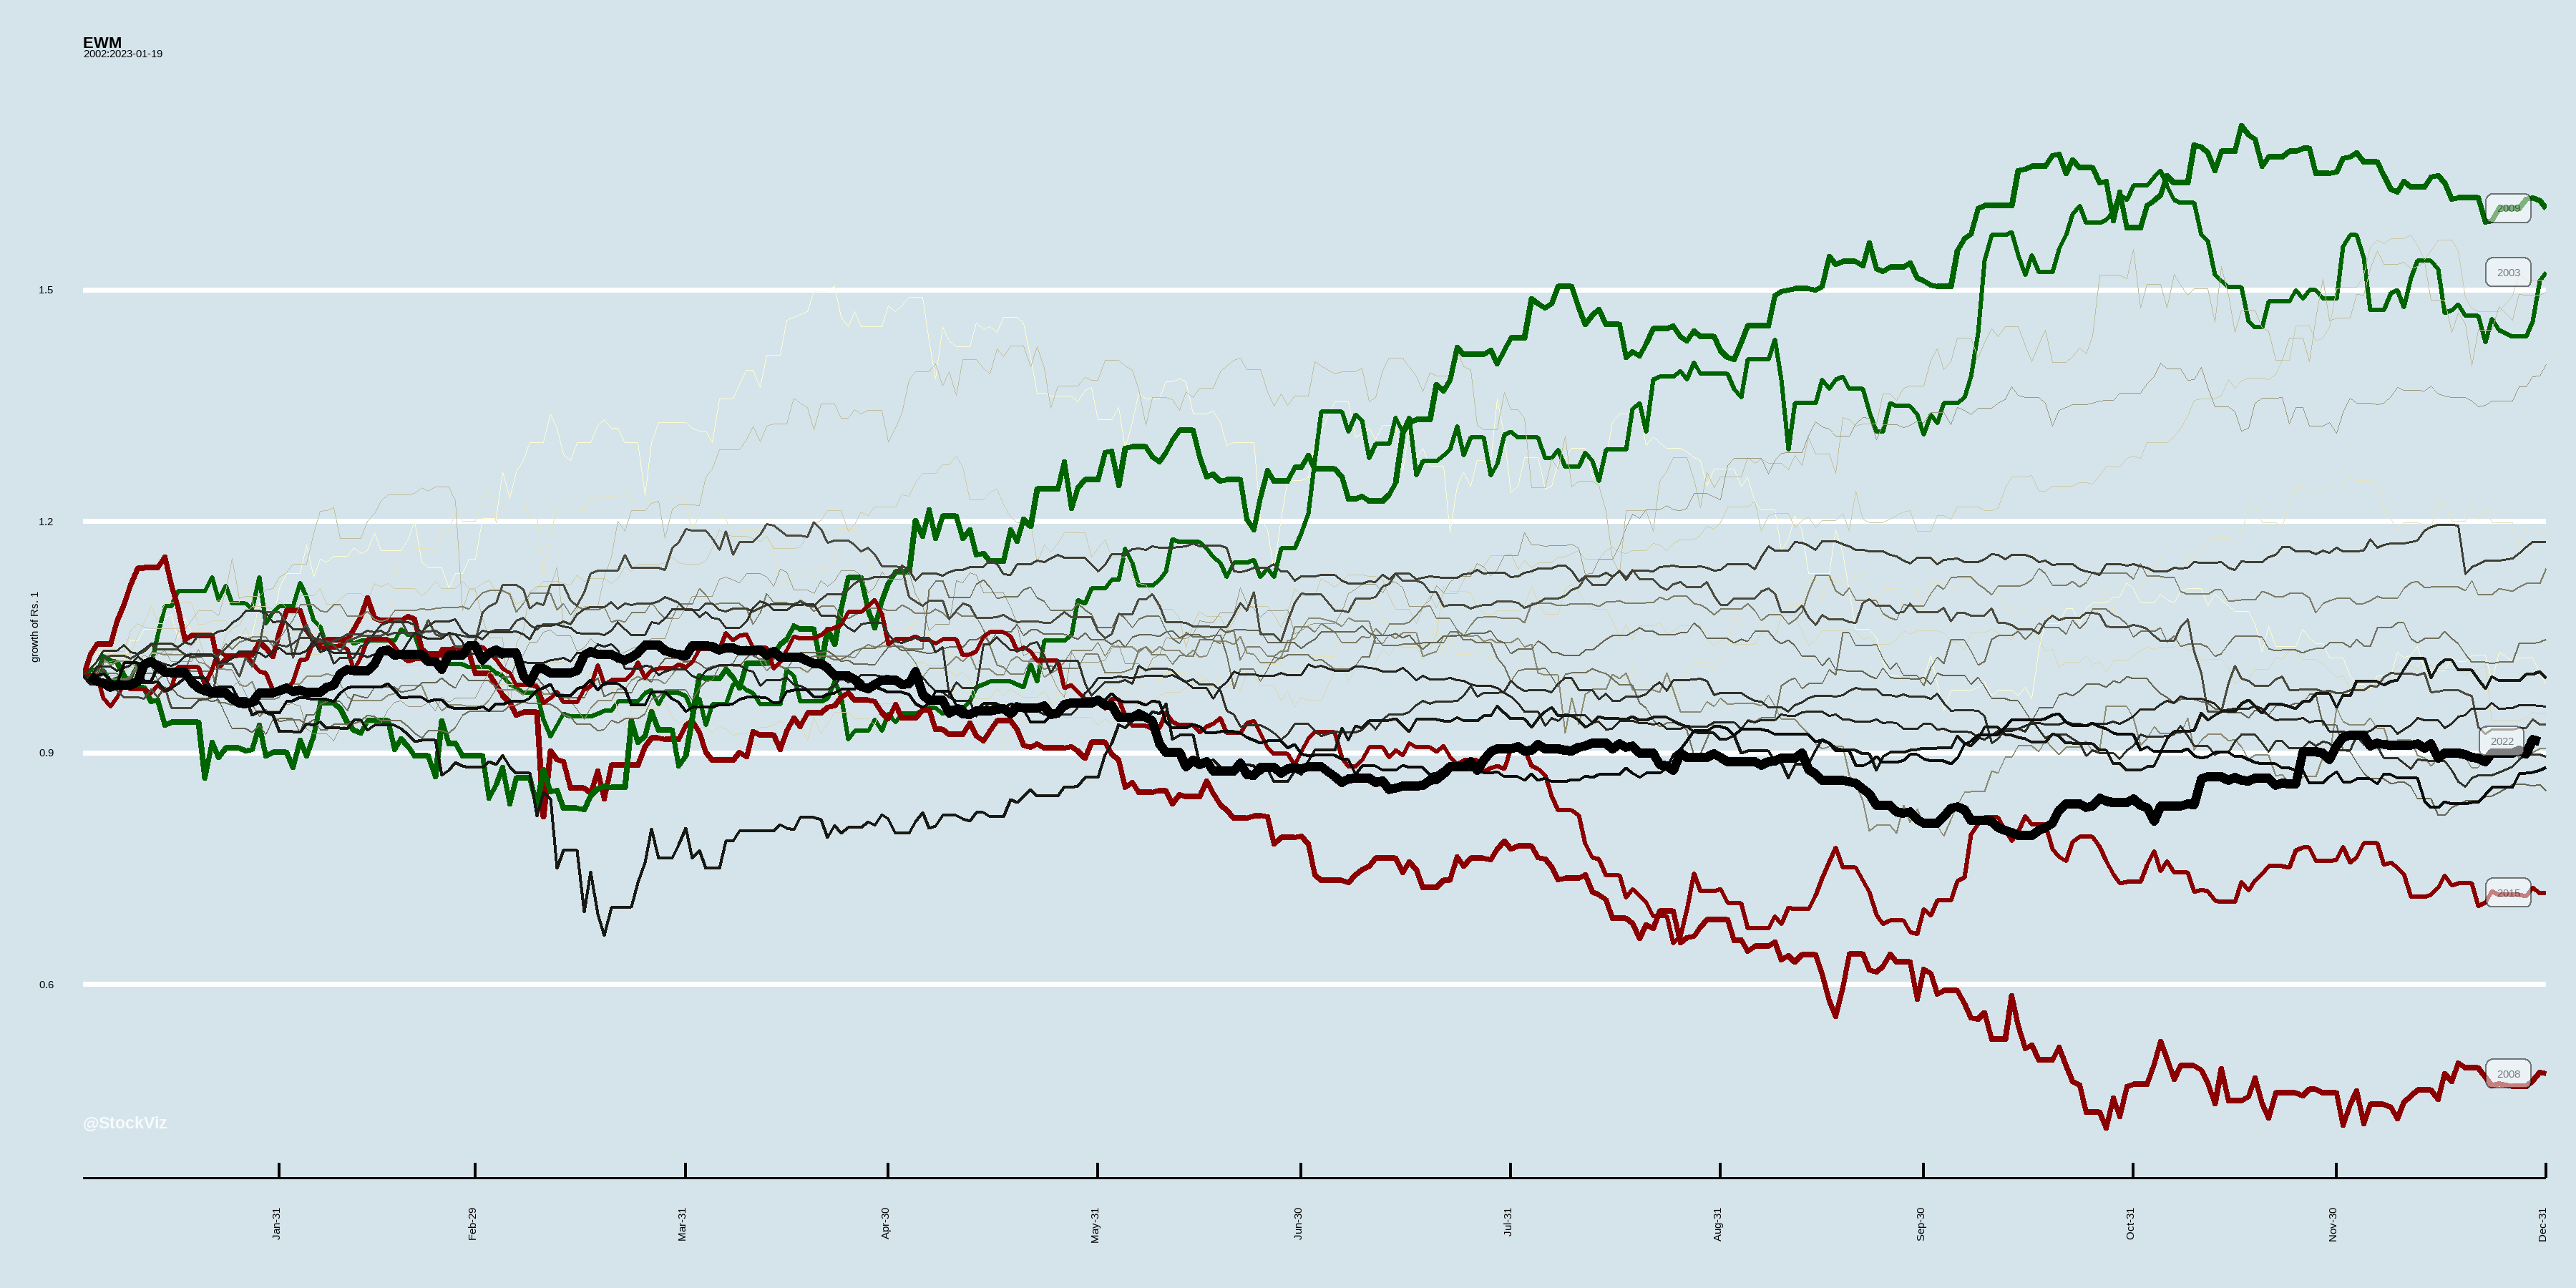 EWM
2002:2023-01-19
growth of Rs. 1
1.5
1.2
0.9
0.6
2009
2003
2022
2015
2008
@StockViz
Jan-31
Feb-29
Mar-31
Apr-30
May-31
Jun-30
Jul-31
Aug-31
Sep-30
Oct-31
Nov-30
Dec-31